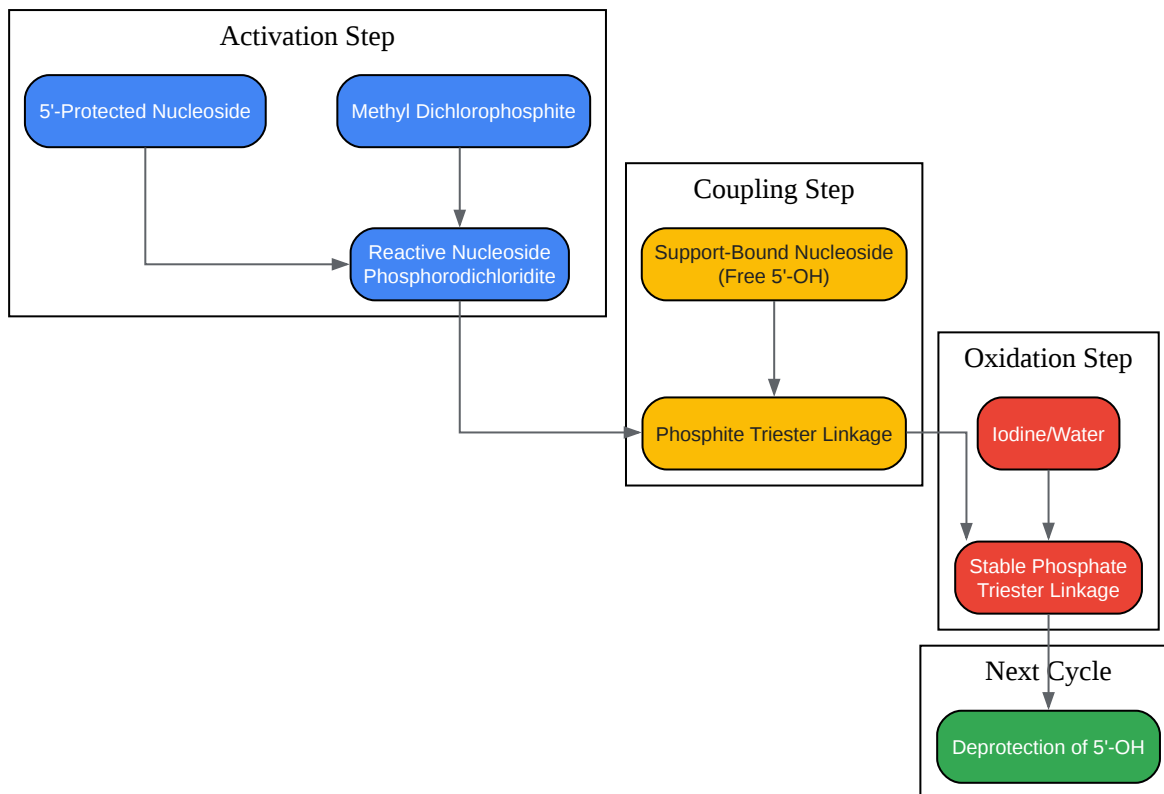 Activation Step
5'-Protected Nucleoside
Methyl Dichlorophosphite
Reactive Nucleoside
Phosphorodichloridite
Coupling Step
Support-Bound Nucleoside
(Free 5'-OH)
Phosphite Triester Linkage
Oxidation Step
Iodine/Water
Stable Phosphate
Triester Linkage
Next Cycle
Deprotection of 5'-OH